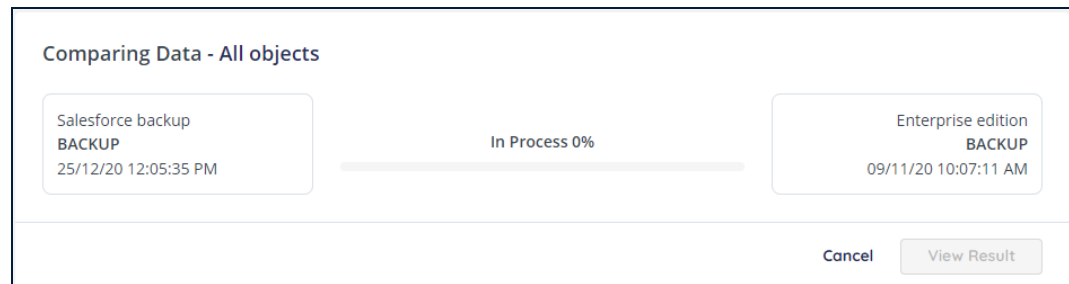 Comparing Data - All objects
Salesforce backup
BACKUP
25/12/20 12:05:35 PM
In Process 0%
Enterprise edition
BACKUP
09/11/20 10:07:11 AM
Cancel
View Result